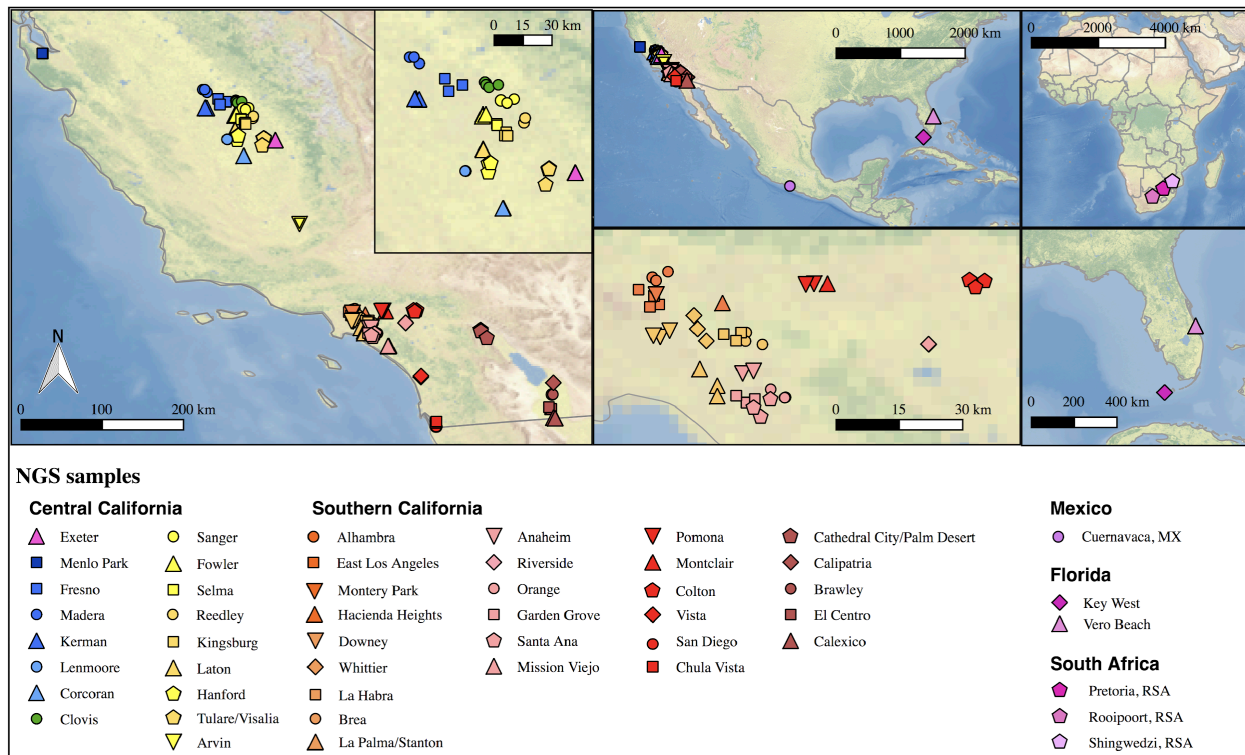 0 15 30 km
0 1000 2000 km
0 2000 4000 km
N
0 100 200 km
0 15 30 km
0 200 400 km
NGS samples
Central California
Exeter
Menlo Park
Fresno
Madera
Kerman
Lenmoore
Corcoran
Clovis
Sanger
Fowler
Selma
Reedley
Kingsburg
Laton
Hanford
Tulare/Visalia
Arvin
Southern California
Alhambra
East Los Angeles
Montery Park
Hacienda Heights
Downey
Whittier
La Habra
Brea
La Palma/Stanton
Anaheim
Riverside
Orange
Garden Grove
Santa Ana
Mission Viejo
Pomona
Montclair
Colton
Vista
San Diego
Chula Vista
Cathedral City/Palm Desert
Calipatria
Brawley
El Centro
Calexico
Mexico
Cuernavaca, MX
Florida
Key West
Vero Beach
South Africa
Pretoria, RSA
Rooipoort, RSA
Shingwedzi, RSA